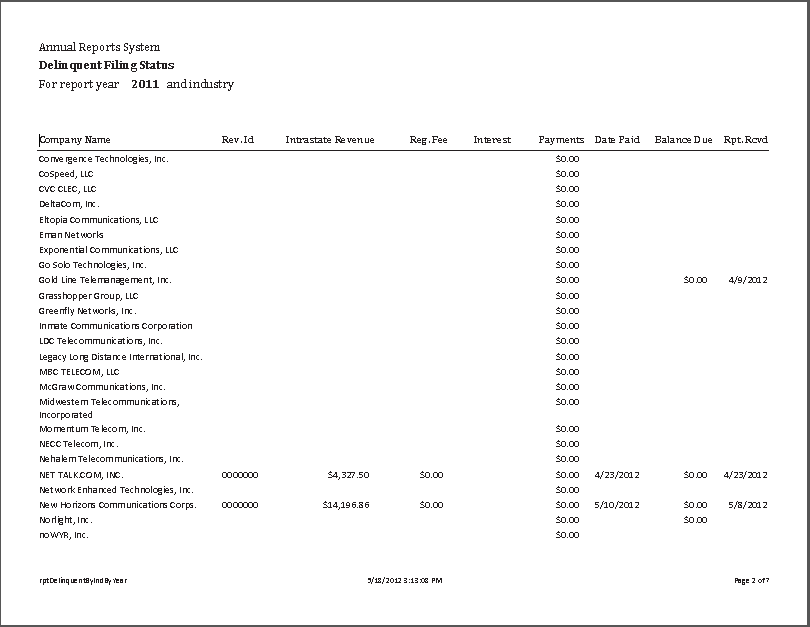 Annual Reports System
Delinquent Filing Status
For report year 2011 and industry
Company Name Rev.Id Intrastate Revenue Reg.Fee Interest Payments Date Paid Balance Due Rpt.Rcvd
Convergence Technologies, Inc. $0.00
CoSpeed, LLC $0.00
CVC CLEC, LLC $0.00
DeltaCom, Inc. $0.00
Eltopia Communications, LLC $0.00
Eman Networks $0.00
Exponential Communications, LLC $0.00
Go Solo Technologies, Inc. $0.00
Gold Line Telemanagement, Inc. $0.00 $0.00 4/9/2012
Grasshopper Group, LLC $0.00
Greenfly Networks, Inc. $0.00
Inmate Communications Corporation $0.00
LDC Telecommunications, Inc. $0.00
Legacy Long Distance International, Inc. $0.00
MBC TELECOM, LLC $0.00
McGraw Communications, Inc. $0.00
Midwestern Telecommunications, $0.00
Incorporated
Momentum Telecom, Inc. $0.00
NECC Telecom, Inc. $0.00
Nehalem Telecommunications, Inc. $0.00
NET TALK.COM, INC. 0000000 $4,327.50 $0.00 $0.00 4/23/2012 $0.00 4/23/2012
Network Enhanced Technologies, Inc. $0.00
New Horizons Communications Corps. 0000000 $14,196.86 $0.00 $0.00 5/10/2012 $0.00 5/8/2012
Norlight, Inc. $0.00 $0.00
noWYR, Inc. $0.00
rptDelinquentByIndByYear 5/18/2012 3:13:08 PM Page 2 of 7